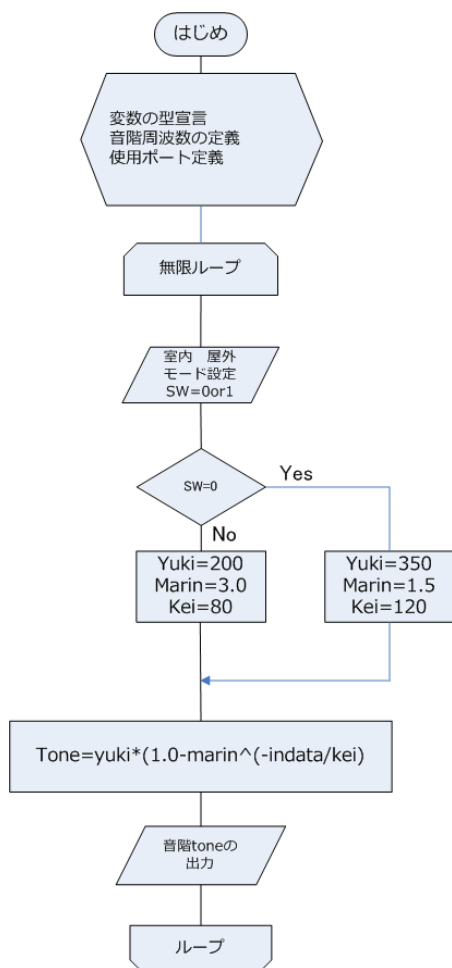 はじめ
変数の型宣言
音階周波数の定義
使用ポート定義
無限ループ
室内　屋外
モード設定
SW=0or1
SW=0
Yes
No
Yuki=200
Marin=3.0
Kei=80
Yuki=350
Marin=1.5
Kei=120
Tone=yuki*(1.0-marin^(-indata/kei)
音階toneの
出力
ループ